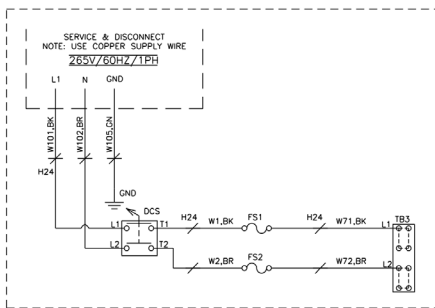 SERVICE & DISCONNECT
NOTE: USE COPPER SUPPLY WIRE
265V/60HZ/1PH
L1 N GND
W101,BK
W102,BR
W105,GN
H24
GND
DCS
L1 T1
L2 T2
H24 W1,BK FS1 H24 W71,BK L1 TB3
W2,BR FS2 W72,BR L2